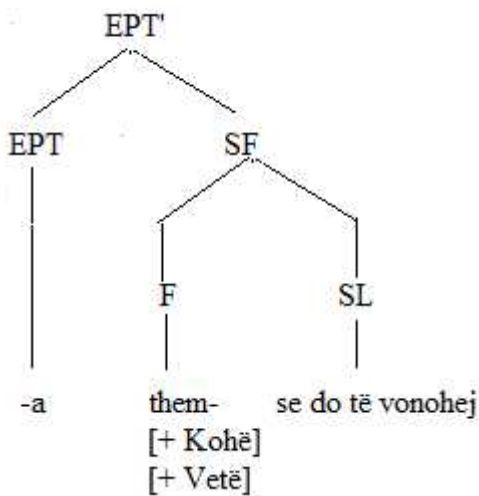 EPT'
EPT SF
F SL
-a them- se do të vonohej
[+ Kohë]
[+ Vetë]